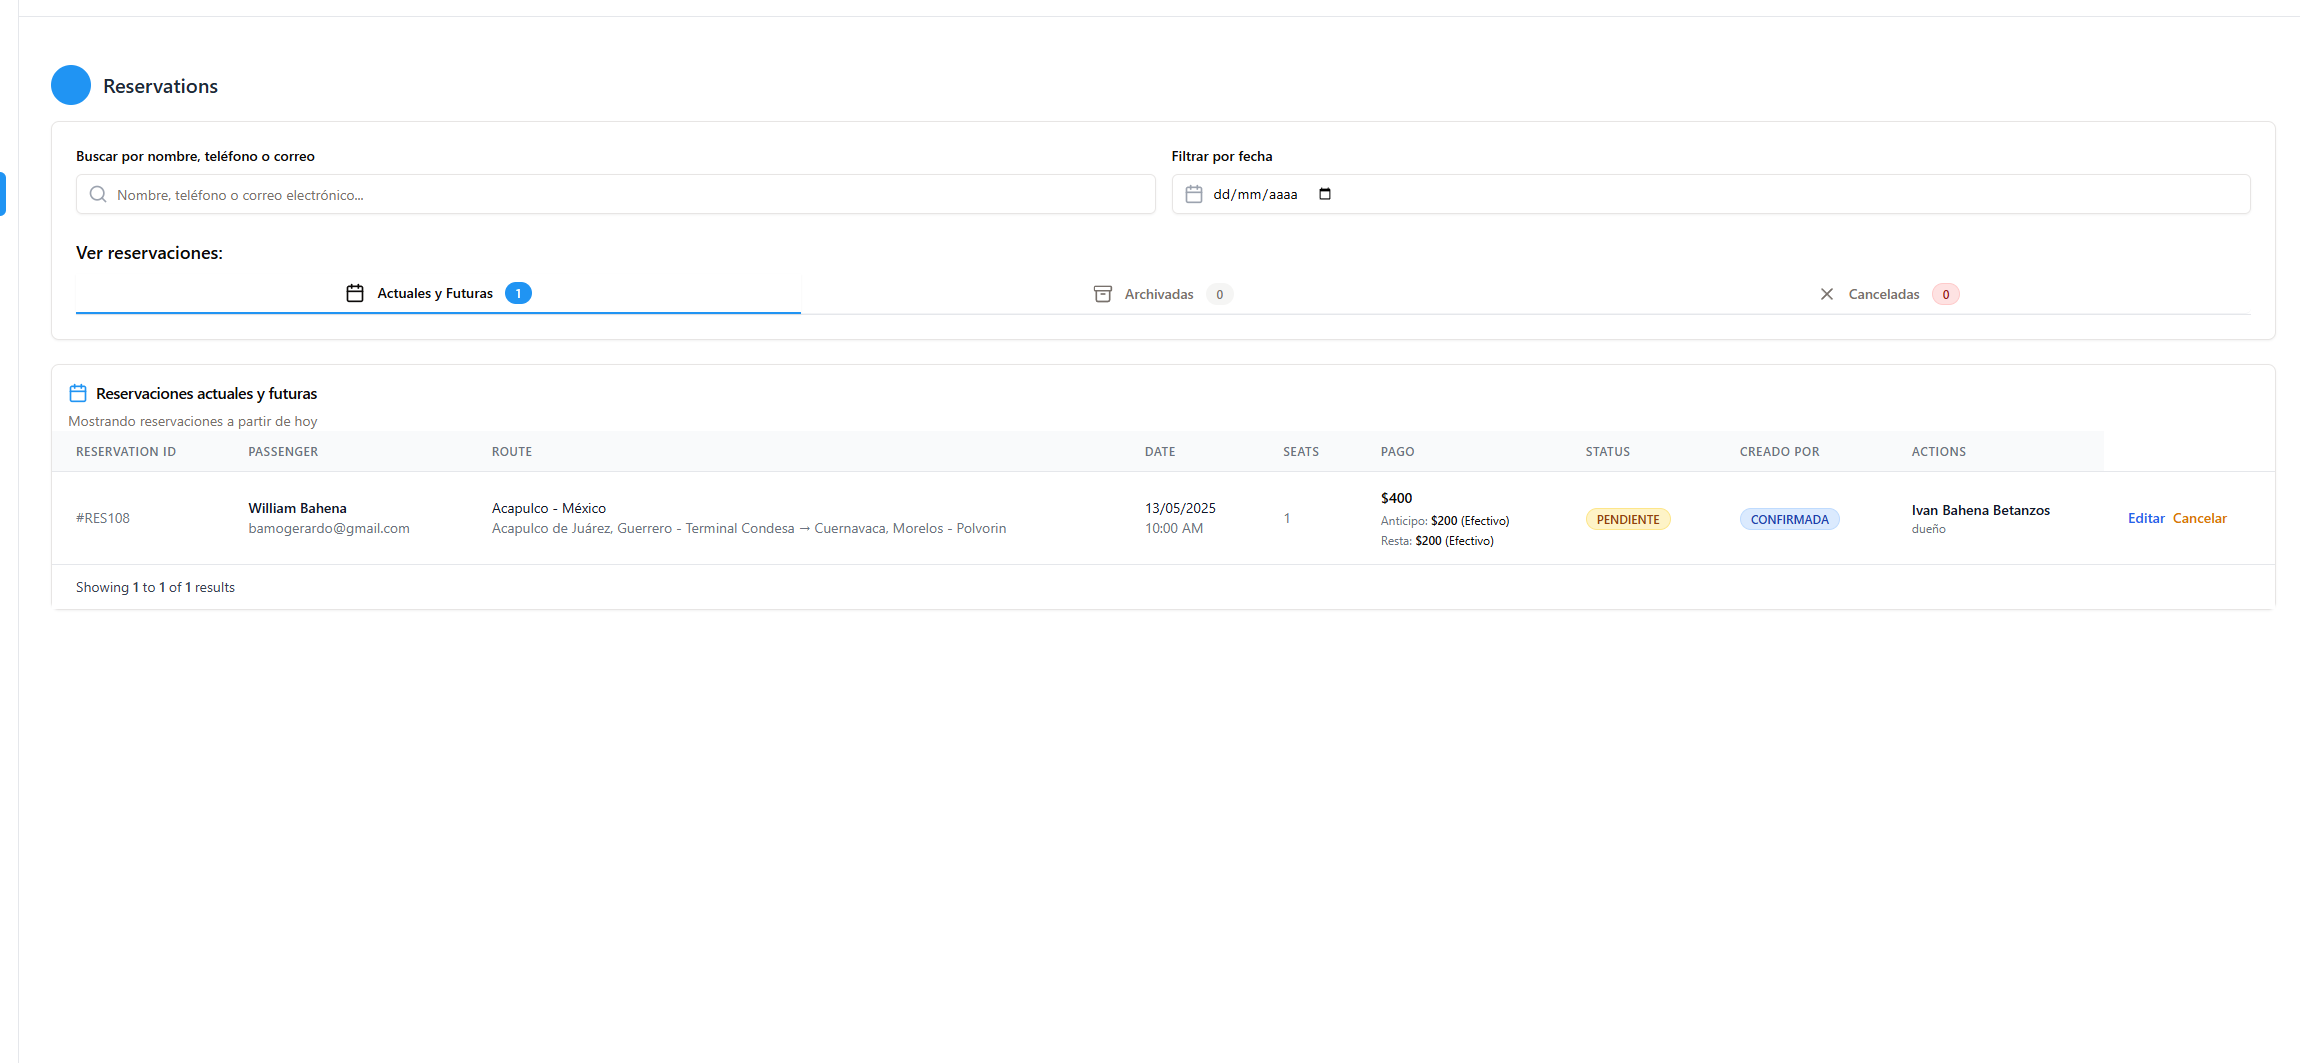 Reservations
Buscar por nombre, teléfono o correo
Filtrar por fecha
Nombre, teléfono o correo electrónico...
dd/mm/aaaa
Ver reservaciones:
Actuales y Futuras 1
Archivadas 0
Canceladas 0
Reservaciones actuales y futuras
Mostrando reservaciones a partir de hoy
RESERVATION ID PASSENGER ROUTE DATE SEATS PAGO STATUS CREADO POR ACTIONS
#RES108
William Bahena
bamogerardo@gmail.com
Acapulco - México
Acapulco de Juárez, Guerrero - Terminal Condesa → Cuernavaca, Morelos - Polvorin
13/05/2025
10:00 AM
1
$400
Anticipo: $200 (Efectivo)
Resta: $200 (Efectivo)
PENDIENTE
CONFIRMADA
Ivan Bahena Betanzos
dueño
Editar Cancelar
Showing 1 to 1 of 1 results